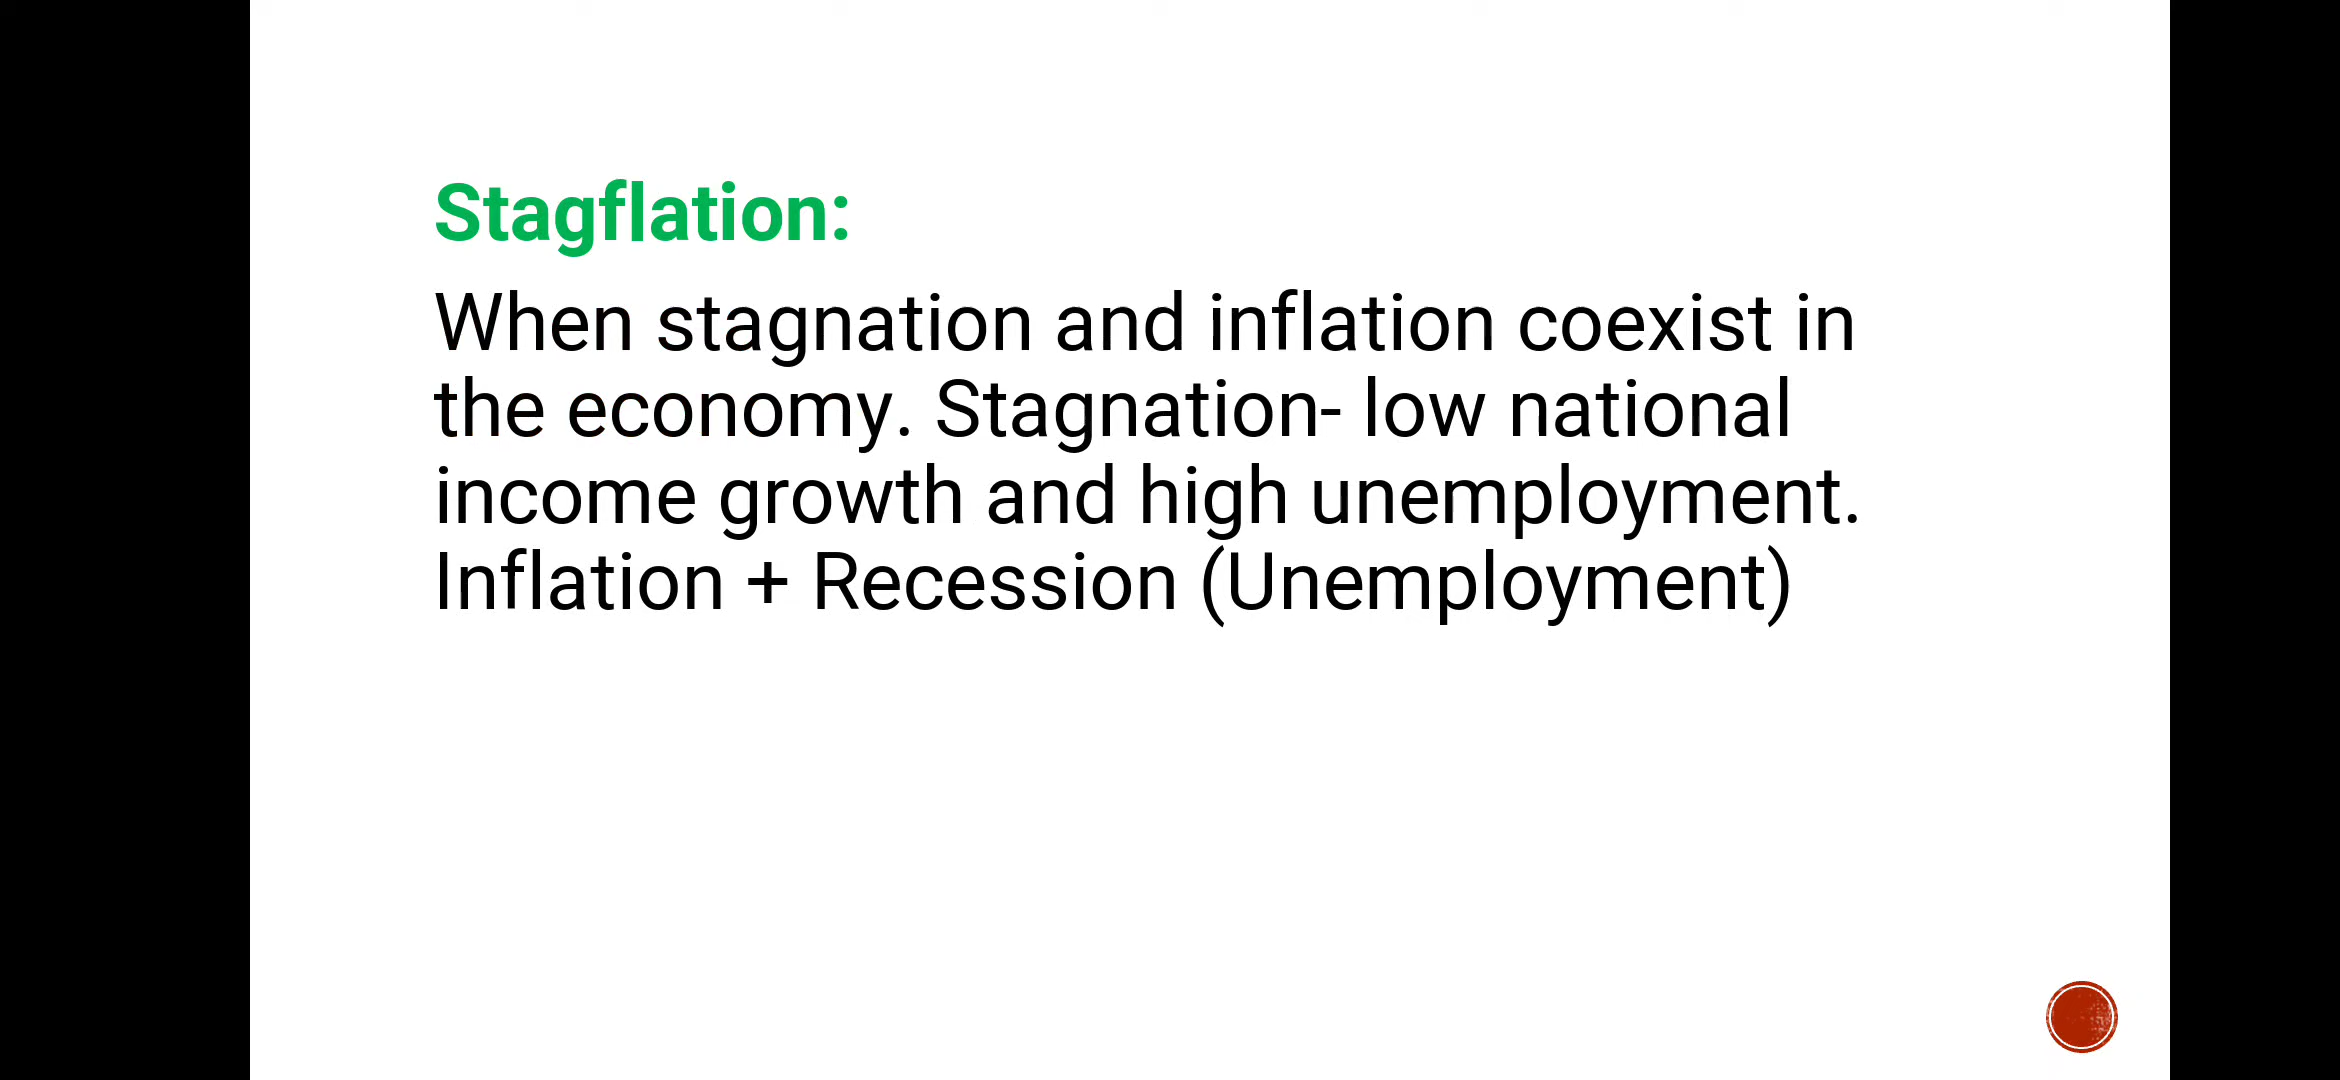 Stagflation:
When stagnation and inflation coexist in
the economy. Stagnation- low national
income growth and high unemployment.
Inflation + Recession (Unemployment)